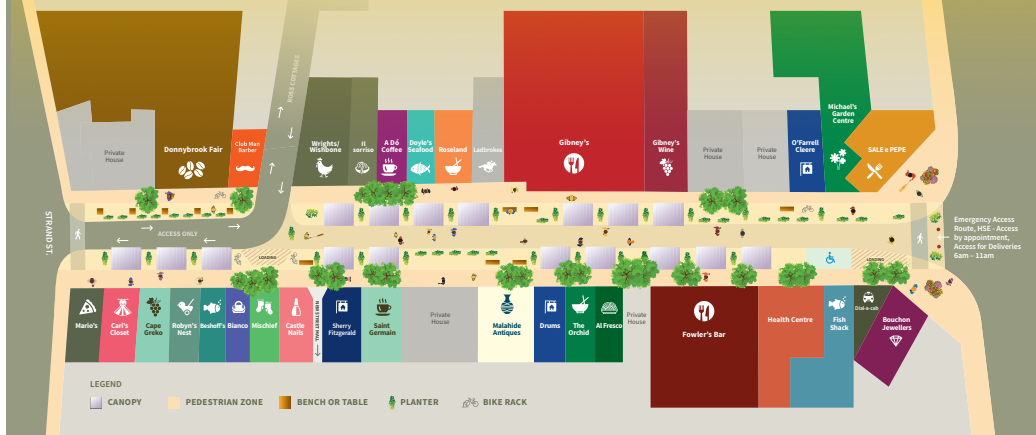 ROSS COTTAGES
Private
House
Donnybrook Fair
Club Man
Barber
Wrights/
Wishbone
Il
sorriso
A Dó
Coffee
Doyle's
Seafood
Roseland
Ladbrokes
Gibney's
Gibney's
Wine
Private
House
Private
House
O'Farrell
Cleere
Michael's
Garden
Centre
SALE e PEPE
STRAND ST.
ACCESS ONLY
LOADING
LOADING
Emergency Access
Route, HSE - Access
by appointment,
Access for Deliveries
6am - 11am
Mario's
Cari's
Closet
Cape
Greko
Robyn's
Nest
Beshoff's
Bianco
Mischief
Castle
Nails
Sherry
Fitzgerald
Saint
Germain
Private
House
Malahide
Antiques
Drums
The
Orchid
Al Fresco
Private
House
Fowler's Bar
Health Centre
Fish
Shack
Dial-a-cab
Bouchon
Jewellers
LEGEND
CANOPY
PEDESTRIAN ZONE
BENCH OR TABLE
PLANTER
BIKE RACK